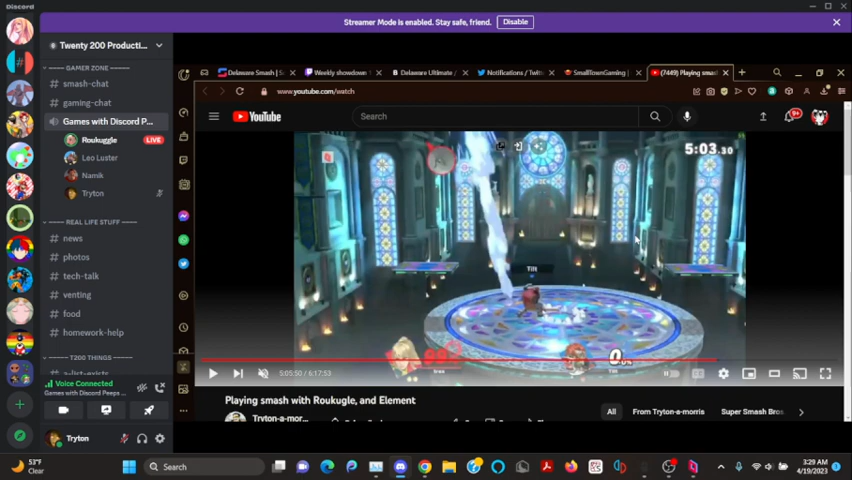 Discord
Streamer Mode is enabled. Stay safe, friend. Disable
Twenty 200 Producti...
GAMER ZONE
smash-chat
gaming-chat
Games with Discord P...
Roukuggle LIVE
Leo Luster
Namik
Tryton
REAL LIFE STUFF
# news
# photos
# tech-talk
# venting
# food
# homework-help
T200 THINGS
Voice Connected
Games with Discord Peeps
Tryton
Delaware Smash | S
Weekly showdown
Delaware Ultimate /
Notifications / Twitt
SmallTownGaming |
(7449) Playing smas
www.youtube.com/watch
YouTube
Search
9+
5:03.30
Tilt
0%
Tilt
5:05:50 / 6:17:53
Playing smash with Roukugle, and Element
Tryton-a-mor...
All
From Tryton-a-morris
Super Smash Bros.
53°F
Clear
Search
3:29 AM
4/19/2023